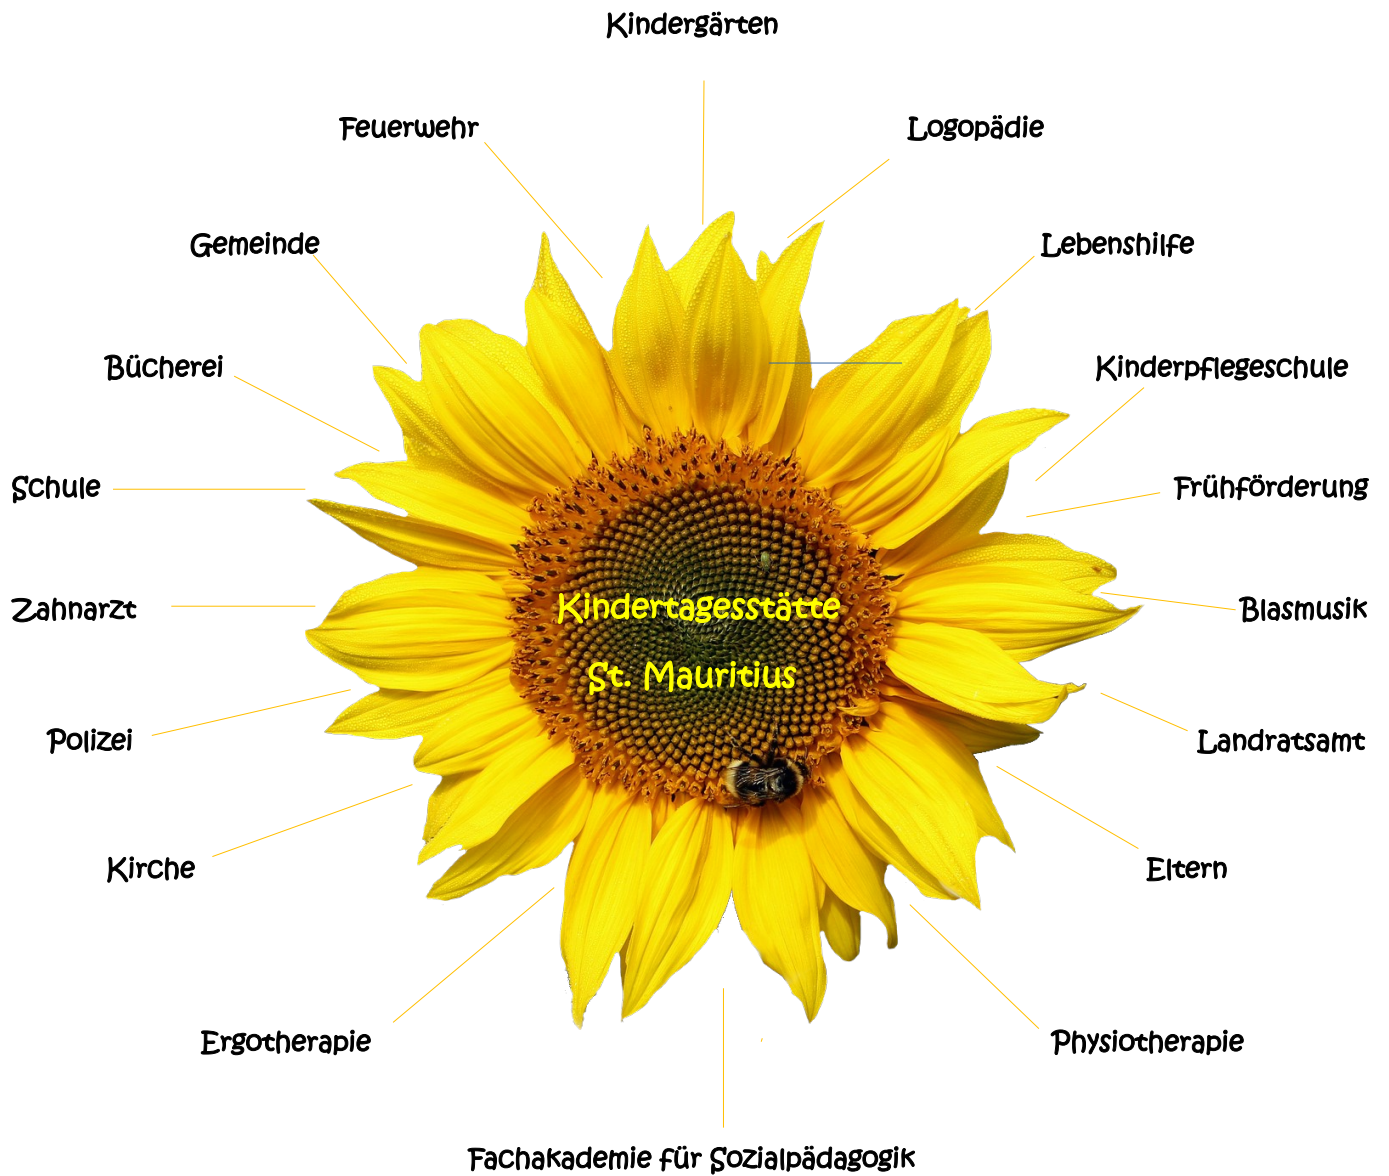 Kindergärten
Feuerwehr
Logopädie
Gemeinde
Lebenshilfe
Bücherei
Kinderpflegeschule
Schule
Frühförderung
Zahnarzt
Kindertagesstätte
Blasmusik
St. Mauritius
Polizei
Landratsamt
Kirche
Eltern
Ergotherapie
Physiotherapie
Fachakademie für Sozialpädagogik